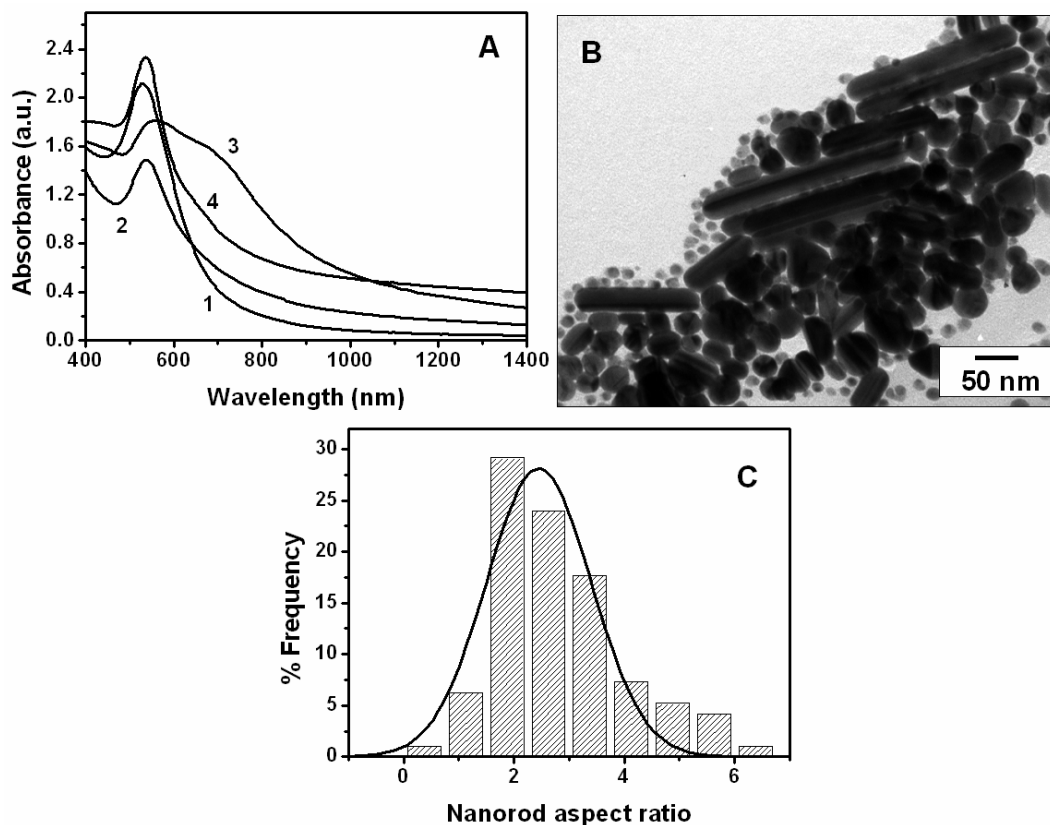 A
Absorbance (a.u.)
2.4
2.0
1.6
1.2
0.8
0.4
0.0
3
4
2
1
400 600 800 1000 1200 1400
Wavelength (nm)
B
50 nm
C
% Frequency
30
25
20
15
10
5
0
0 2 4 6
Nanorod aspect ratio